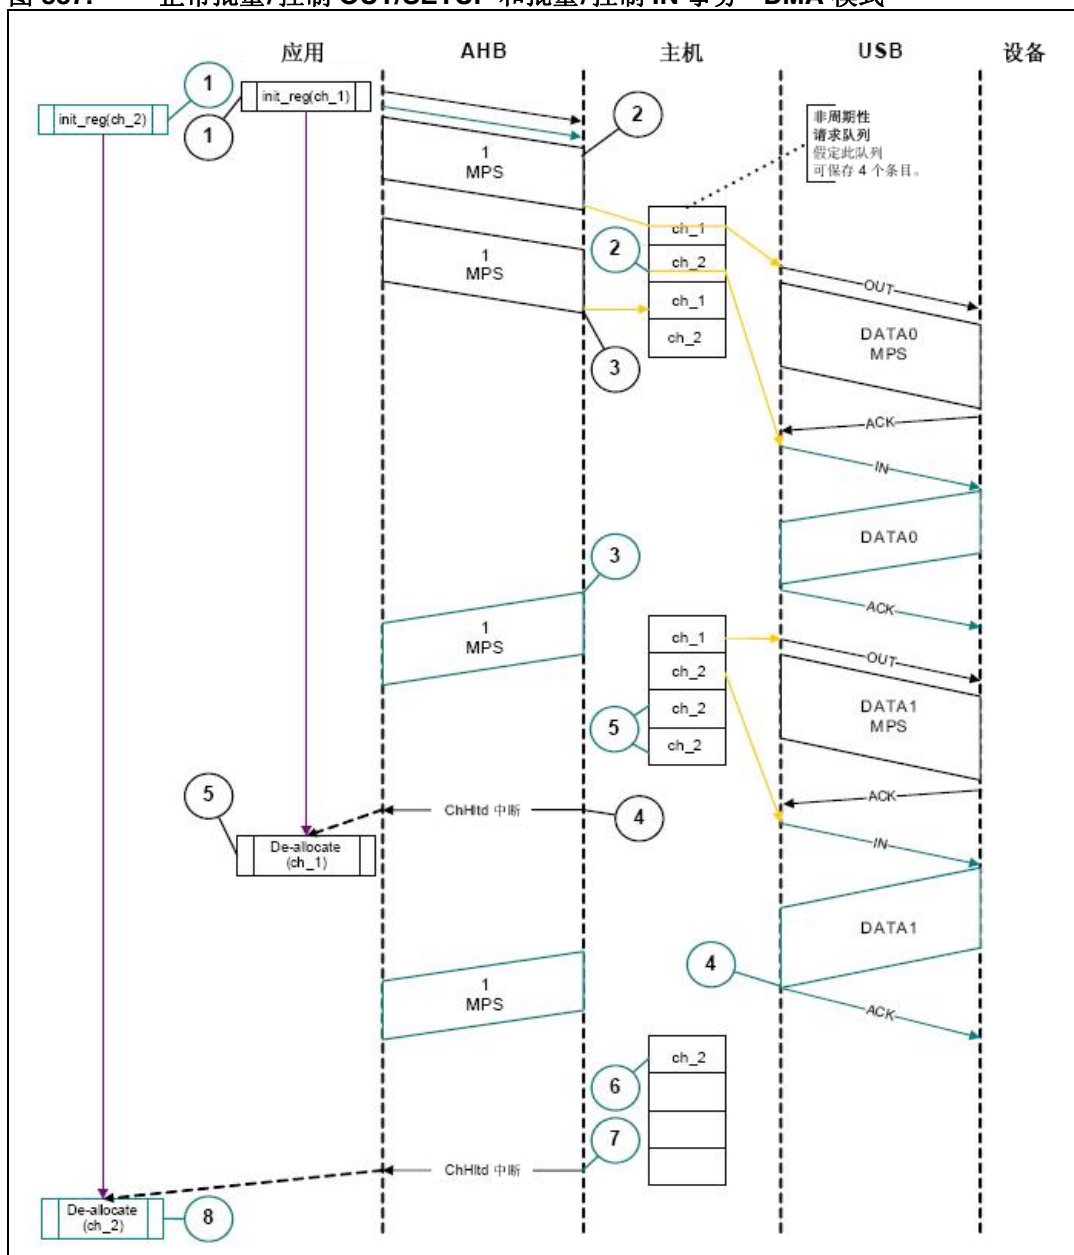 应用 AHB 主机 USB 设备
1
init_reg(ch_1)
init_reg(ch_2)
1
2
非周期性
请求队列
假定此队列
可保存 4 个条目。
1
MPS
ch_1
2
ch_2
1
MPS
OUT
ch_1
ch_2
DATA0
MPS
3
ACK
IN
DATA0
3
ACK
1
MPS
ch_1
OUT
ch_2
ch_2
5
ch_2
DATA1
MPS
5
ACK
ChHltd 中断
4
De-allocate
(ch_1)
IN
DATA1
4
1
MPS
ACK
ch_2
6
7
ChHltd 中断
De-allocate
(ch_2)
8